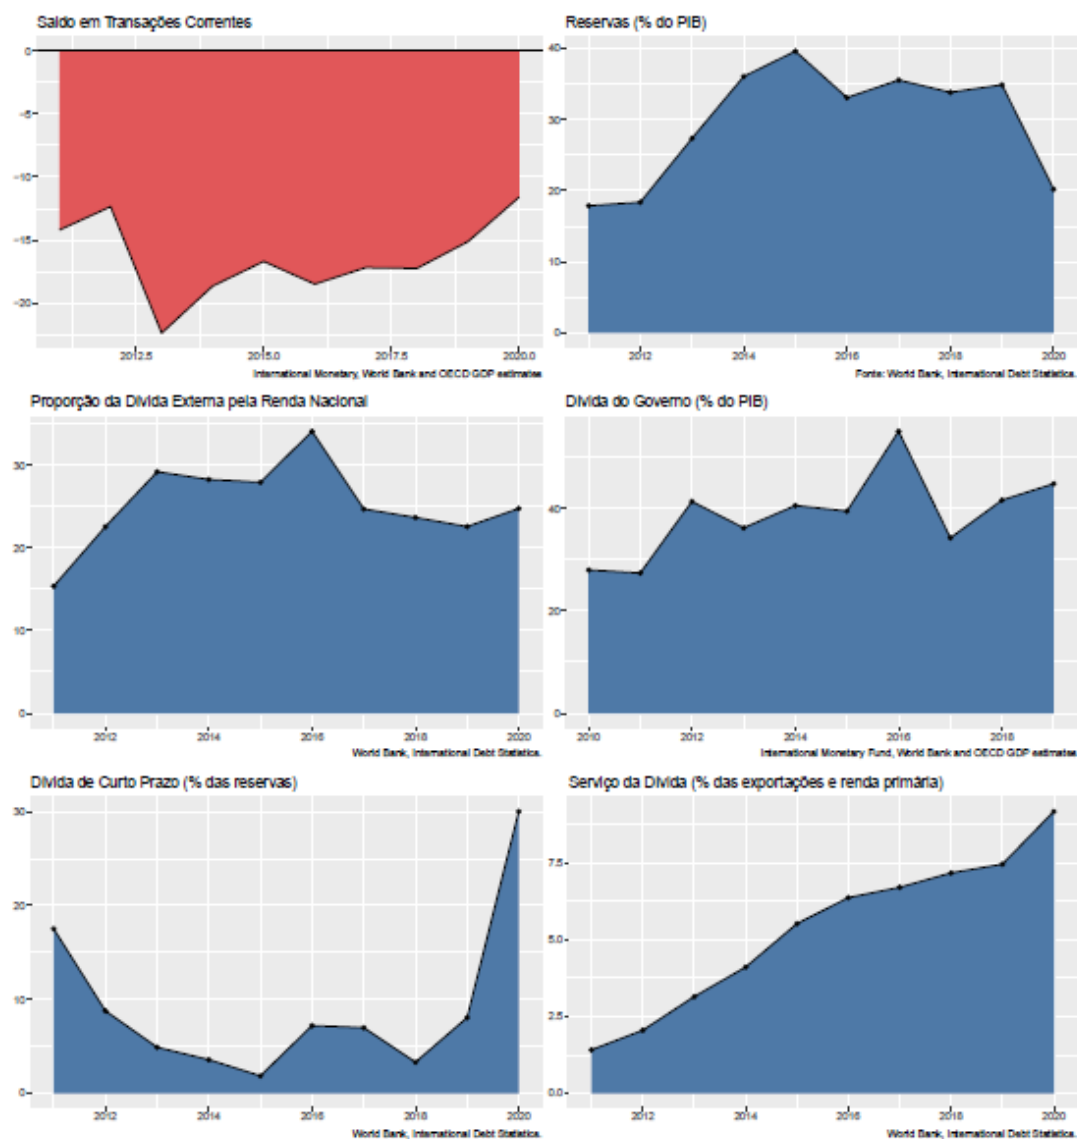 Saldo em Transações Correntes
0
−5
−10
−15
−20
2012.5 2015.0 2017.5 2020.0
International Monetary, World Bank and OECD GDP estimates
Reservas (% do PIB)
40
30
20
10
0
2012 2014 2016 2018 2020
Fonte: World Bank, International Debt Statistics.
Proporção da Divida Externa pela Renda Nacional
30
20
10
0
2012 2014 2016 2018 2020
World Bank, International Debt Statistics.
Divida do Governo (% do PIB)
40
20
0
2010 2012 2014 2016 2018
International Monetary Fund, World Bank and OECD GDP estimates
Divida de Curto Prazo (% das reservas)
30
20
10
0
2012 2014 2016 2018 2020
World Bank, International Debt Statistics.
Serviço da Divida (% das exportações e renda primária)
7.5
5.0
2.5
0.0
2012 2014 2016 2018 2020
World Bank, International Debt Statistics.